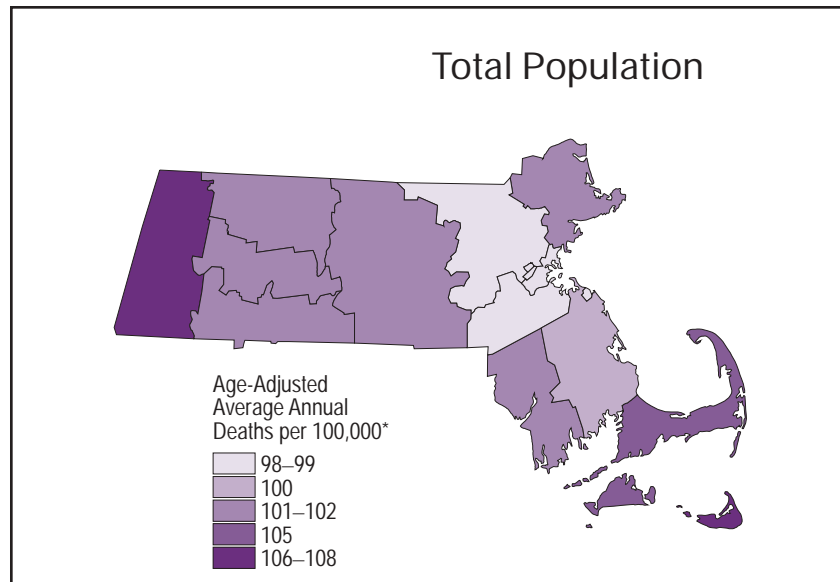 Total Population
Age-Adjusted
Average Annual
Deaths per 100,000*
98–99
100
101–102
105
106–108